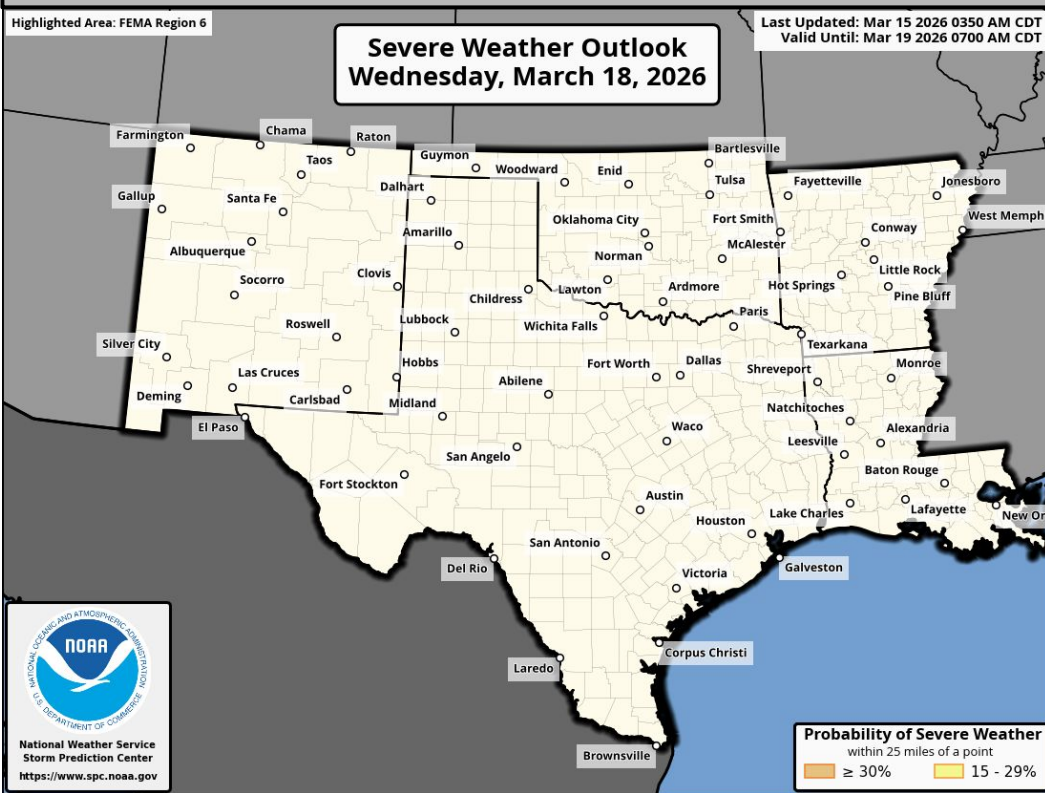 Highlighted Area: FEMA Region 6
Last Updated: Mar 15 2026 0350 AM CDT
Valid Until: Mar 19 2026 0700 AM CDT
Severe Weather Outlook
Wednesday, March 18, 2026
Farmington
Chama
Raton
Taos
Guymon
Woodward
Enid
Bartlesville
Tulsa
Fayetteville
Jonesboro
Gallup
Santa Fe
Dalhart
Amarillo
Oklahoma City
Fort Smith
West Memph
Albuquerque
Norman
McAlester
Conway
Socorro
Clovis
Childress
Lawton
Ardmore
Hot Springs
Little Rock
Pine Bluff
Roswell
Lubbock
Wichita Falls
Paris
Texarkana
Silver City
Las Cruces
Hobbs
Abilene
Fort Worth
Dallas
Shreveport
Monroe
Deming
Carlsbad
Midland
Natchitoches
El Paso
San Angelo
Waco
Leesville
Alexandria
Fort Stockton
Austin
Baton Rouge
Houston
Lake Charles
Lafayette
New Or
San Antonio
Del Rio
Galveston
Victoria
Laredo
Corpus Christi
Brownsville
NATIONAL OCEANIC AND ATMOSPHERIC ADMINISTRATION
NOAA
U.S. DEPARTMENT OF COMMERCE
National Weather Service
Storm Prediction Center
https://www.spc.noaa.gov
Probability of Severe Weather
within 25 miles of a point
≥ 30%
15 - 29%